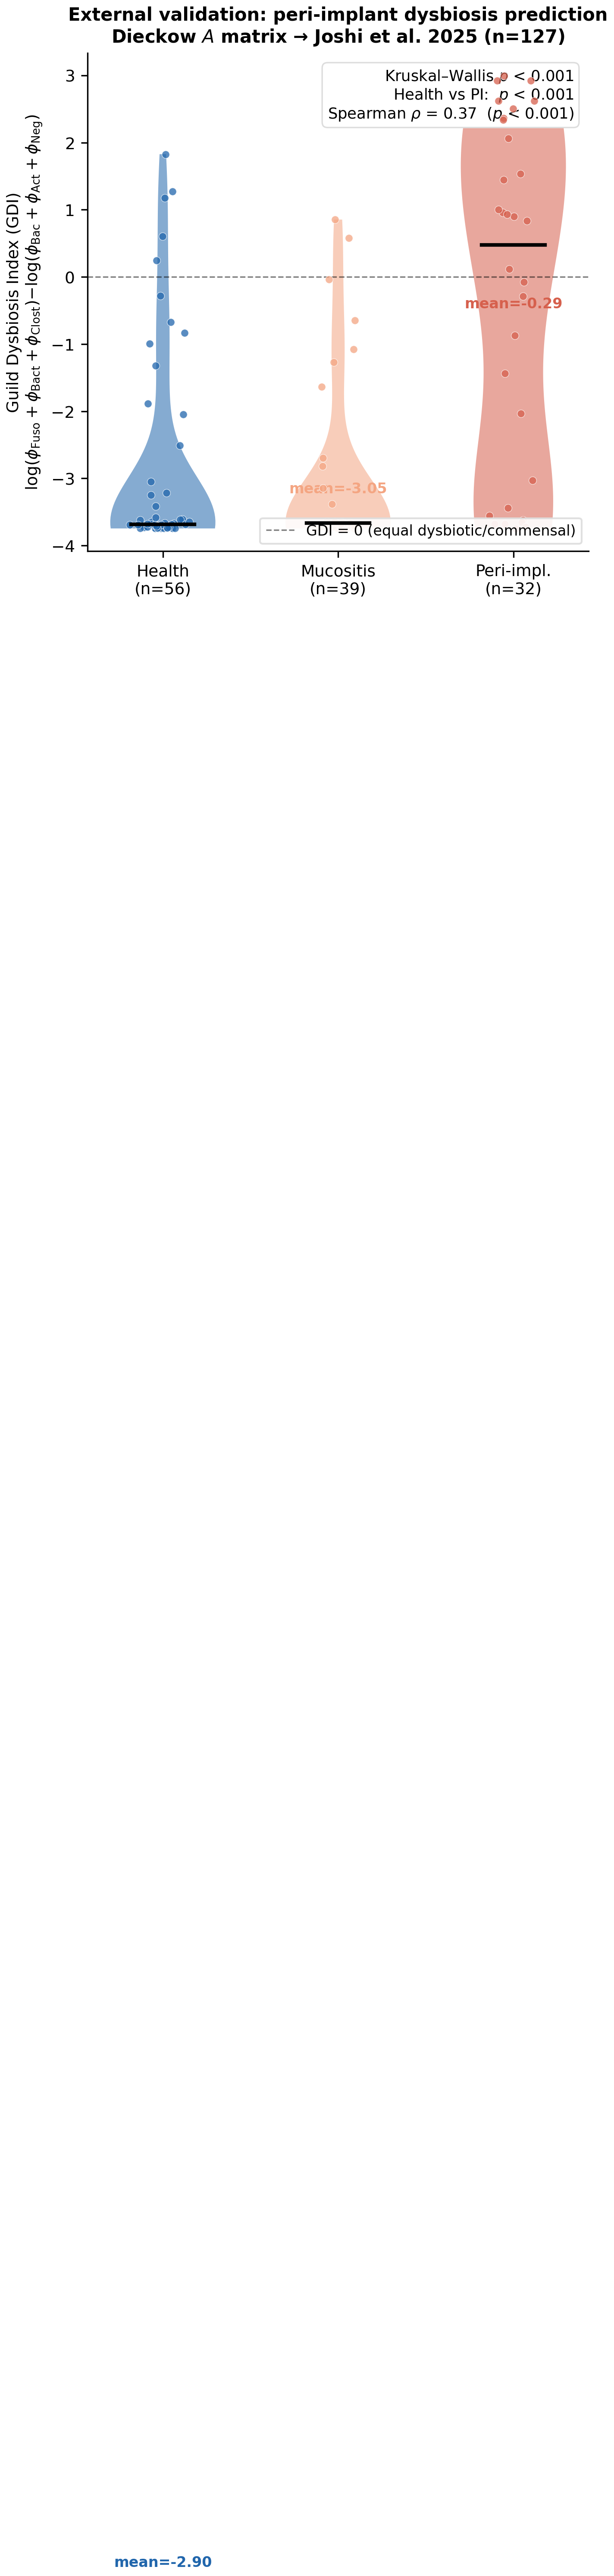 External validation: peri-implant dysbiosis prediction
Dieckow A matrix → Joshi et al. 2025 (n=127)
Guild Dysbiosis Index (GDI)
log(ϕFuso + ϕBact + ϕClost)−log(ϕBac + ϕAct + ϕNeg)
3
2
1
0
−1
−2
−3
−4
Kruskal–Wallis p < 0.001
Health vs PI: p < 0.001
Spearman ρ = 0.37 (p < 0.001)
mean=-0.29
mean=-3.05
GDI = 0 (equal dysbiotic/commensal)
Health
(n=56)
Mucositis
(n=39)
Peri-impl.
(n=32)
mean=-2.90